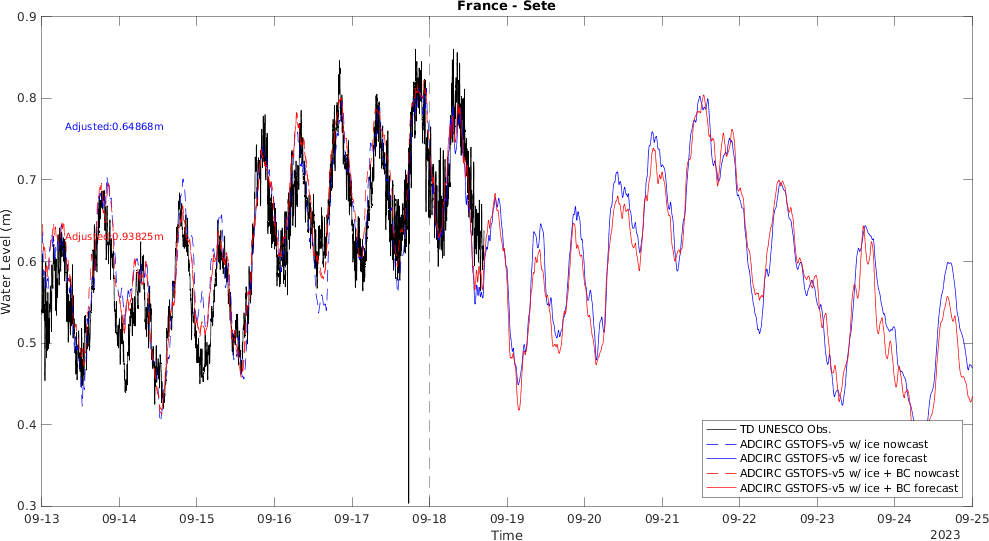 France - Sete
0.9
0.8
0.7
0.6
0.5
0.4
0.3
Water Level (m)
Adjusted:0.64868m
Adjusted:0.93825m
TD UNESCO Obs.
ADCIRC GSTOFS-v5 w/ ice nowcast
ADCIRC GSTOFS-v5 w/ ice forecast
ADCIRC GSTOFS-v5 w/ ice + BC nowcast
ADCIRC GSTOFS-v5 w/ ice + BC forecast
09-13 09-14 09-15 09-16 09-17 09-18 09-19 09-20 09-21 09-22 09-23 09-24 09-25
Time
2023